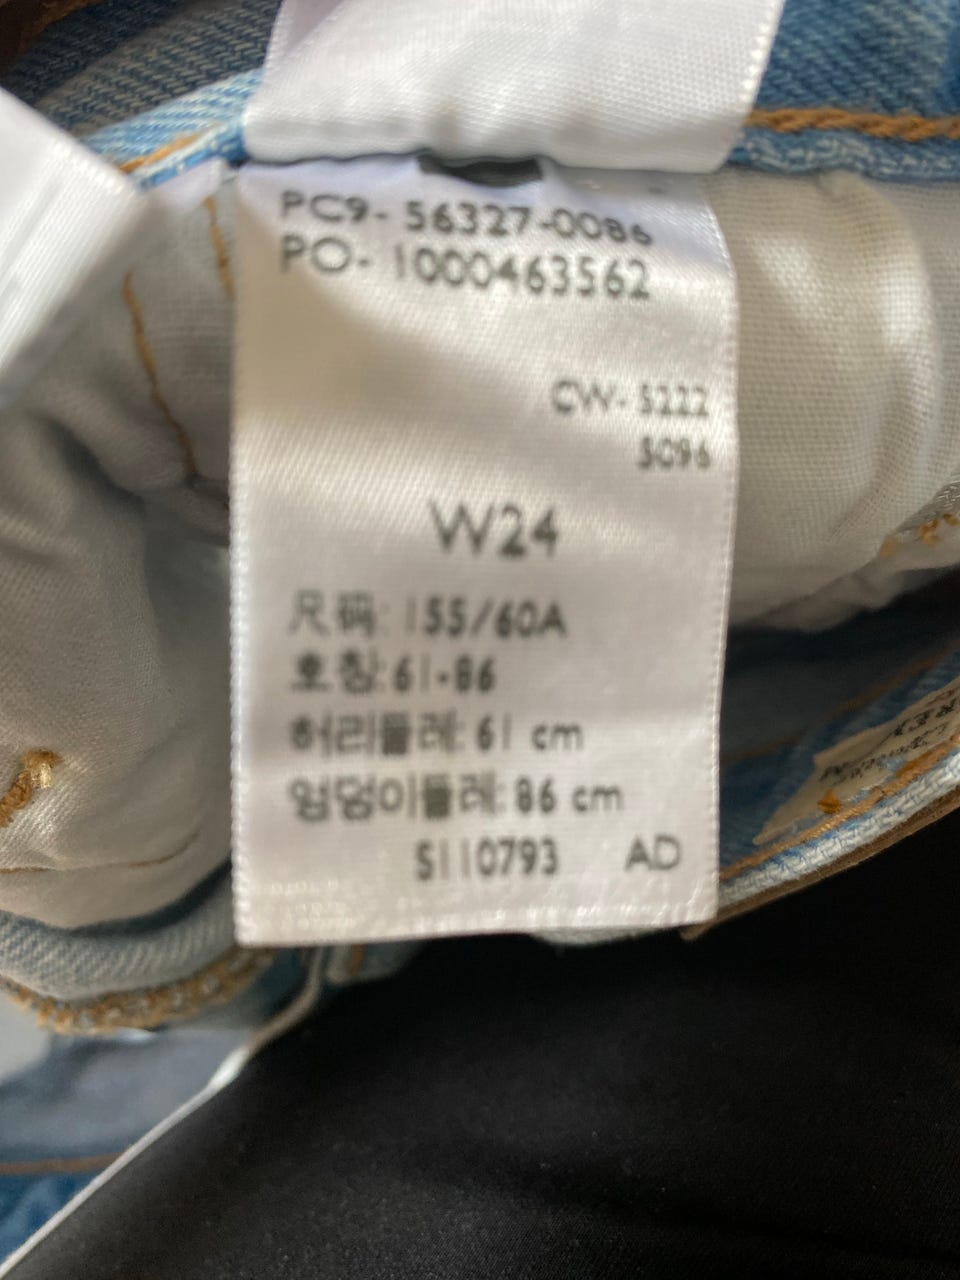 PC9- 56327-0086
PO- 1000463562
CW- 5222
5096
W24
尺码: 155/60A
호칭: 61-86
허리둘레: 61 cm
엉덩이둘레: 86 cm
5110793 AD